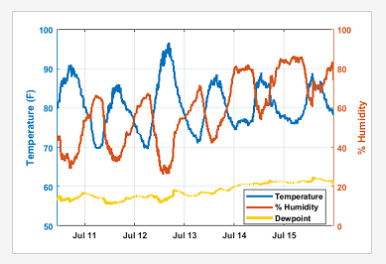 100
90
80
70
60
50
Temperature (F)
100
80
60
40
20
0
% Humidity
Jul 11 Jul 12 Jul 13 Jul 14 Jul 15
Temperature
% Humidity
Dewpoint